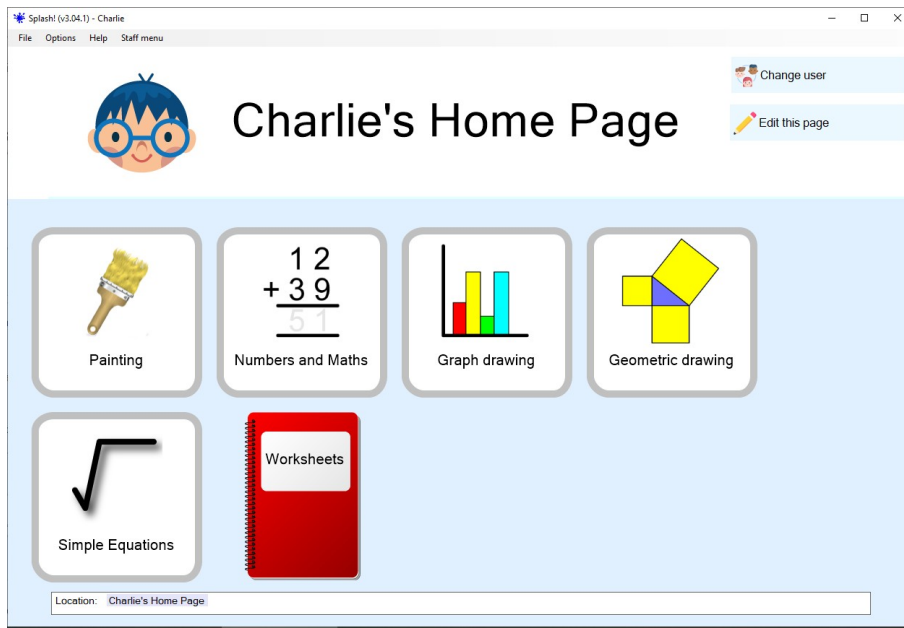 Splash! (v3.04.1) - Charlie
File Options Help Staff menu
Charlie's Home Page
Change user
Edit this page
1 2
+ 3 9
5 1
Painting
Numbers and Maths
Graph drawing
Geometric drawing
Worksheets
Simple Equations
Location: Charlie's Home Page